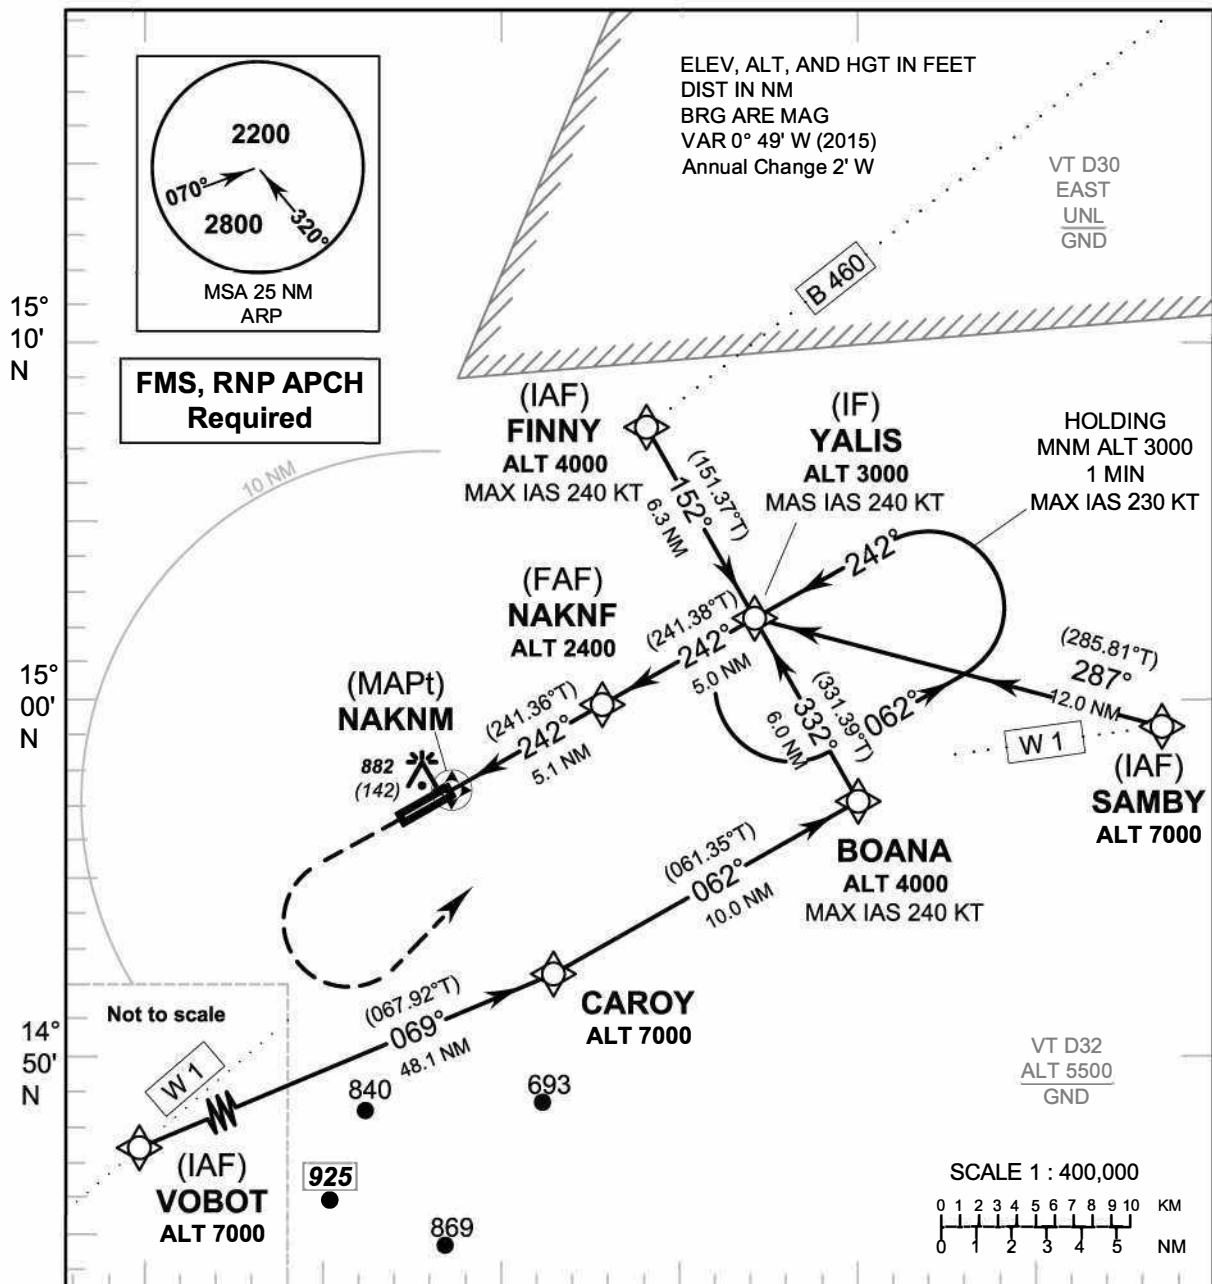 ELEV, ALT, AND HGT IN FEET
DIST IN NM
BRG ARE MAG
VAR 0° 49' W (2015)
Annual Change 2' W
2200
070°
2800
320°
MSA 25 NM
ARP
VT D30
EAST
UNL
GND
B 460
15°
10'
N
FMS, RNP APCH
Required
(IAF)
FINNY
ALT 4000
MAX IAS 240 KT
(IF)
YALIS
ALT 3000
MAS IAS 240 KT
HOLDING
MNM ALT 3000
1 MIN
MAX IAS 230 KT
10 NM
(151.37°T)
152°
6.3 NM
242°
(FAF)
NAKNF
ALT 2400
(241.38°T)
242°
5.0 NM
(285.81°T)
287°
12.0 NM
15°
00'
N
(MAPt)
NAKNM
(241.36°T)
242°
5.1 NM
(331.39°T)
332°
6.0 NM
062°
W 1
(IAF)
SAMBY
ALT 7000
882
(142)
BOANA
ALT 4000
MAX IAS 240 KT
(061.35°T)
062°
10.0 NM
CAROY
ALT 7000
(067.92°T)
069°
48.1 NM
Not to scale
14°
50'
N
W 1
VT D32
ALT 5500
GND
840
693
(IAF)
VOBOT
ALT 7000
925
869
SCALE 1 : 400,000
0 1 2 3 4 5 6 7 8 9 10 KM
0 1 2 3 4 5 NM